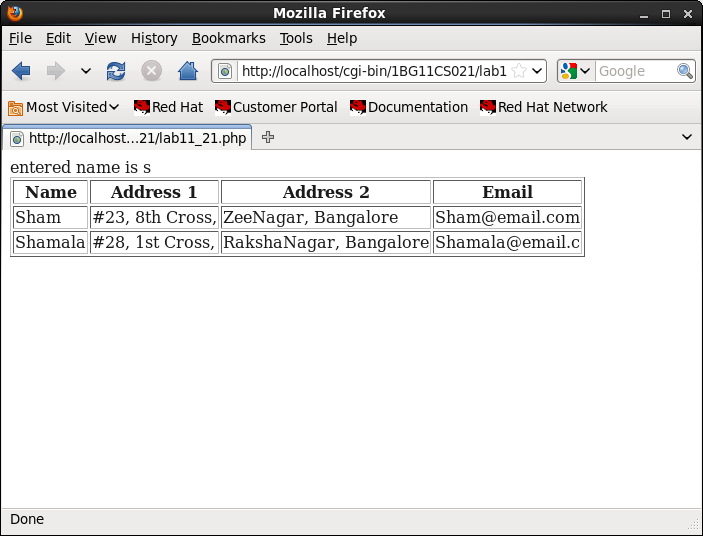 Mozilla Firefox
File Edit View History Bookmarks Tools Help
http://localhost/cgi-bin/1BG11CS021/lab1 Google
Most Visited Red Hat Customer Portal Documentation Red Hat Network
http://localhost...21/lab11_21.php
entered name is s
Name Address 1 Address 2 Email
Sham #23, 8th Cross, ZeeNagar, Bangalore Sham@email.com
Shamala #28, 1st Cross, RakshaNagar, Bangalore Shamala@email.c
Done